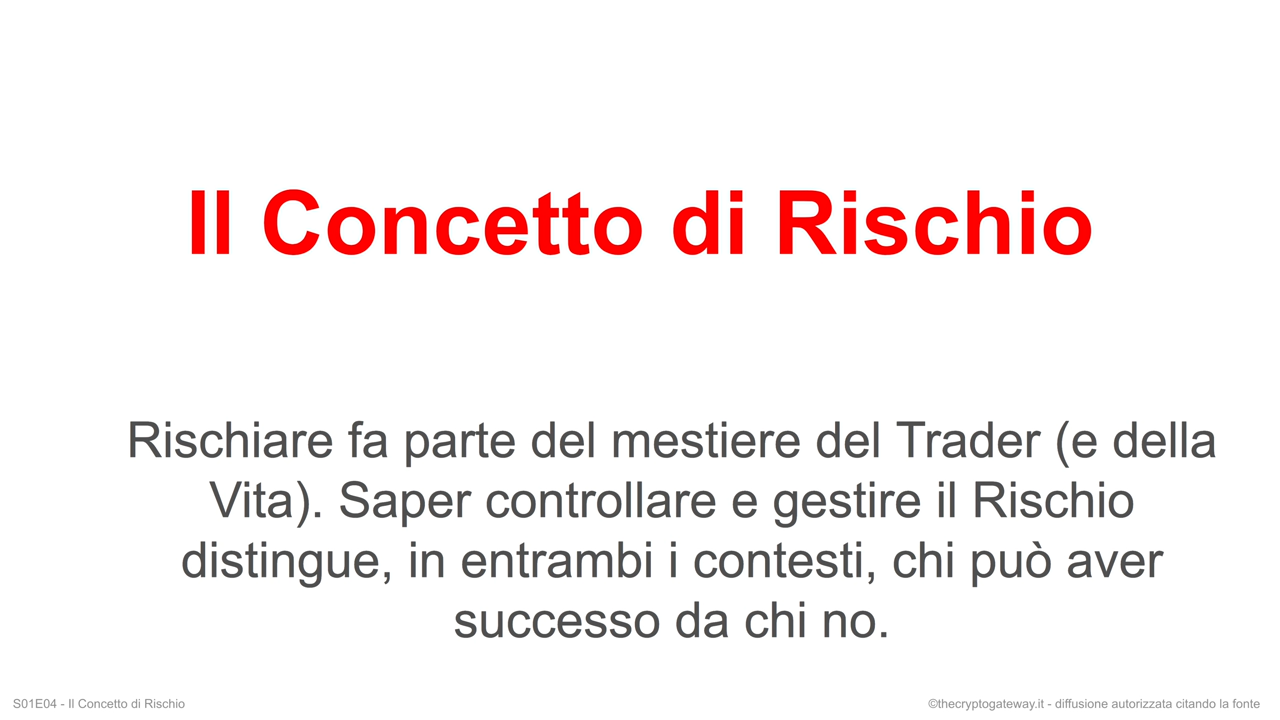 Il Concetto di Rischio
Rischiare fa parte del mestiere del Trader (e della
Vita). Saper controllare e gestire il Rischio
distingue, in entrambi i contesti, chi può aver
successo da chi no.
S01E04 - Il Concetto di Rischio
©thecryptogateway.it - diffusione autorizzata citando la fonte